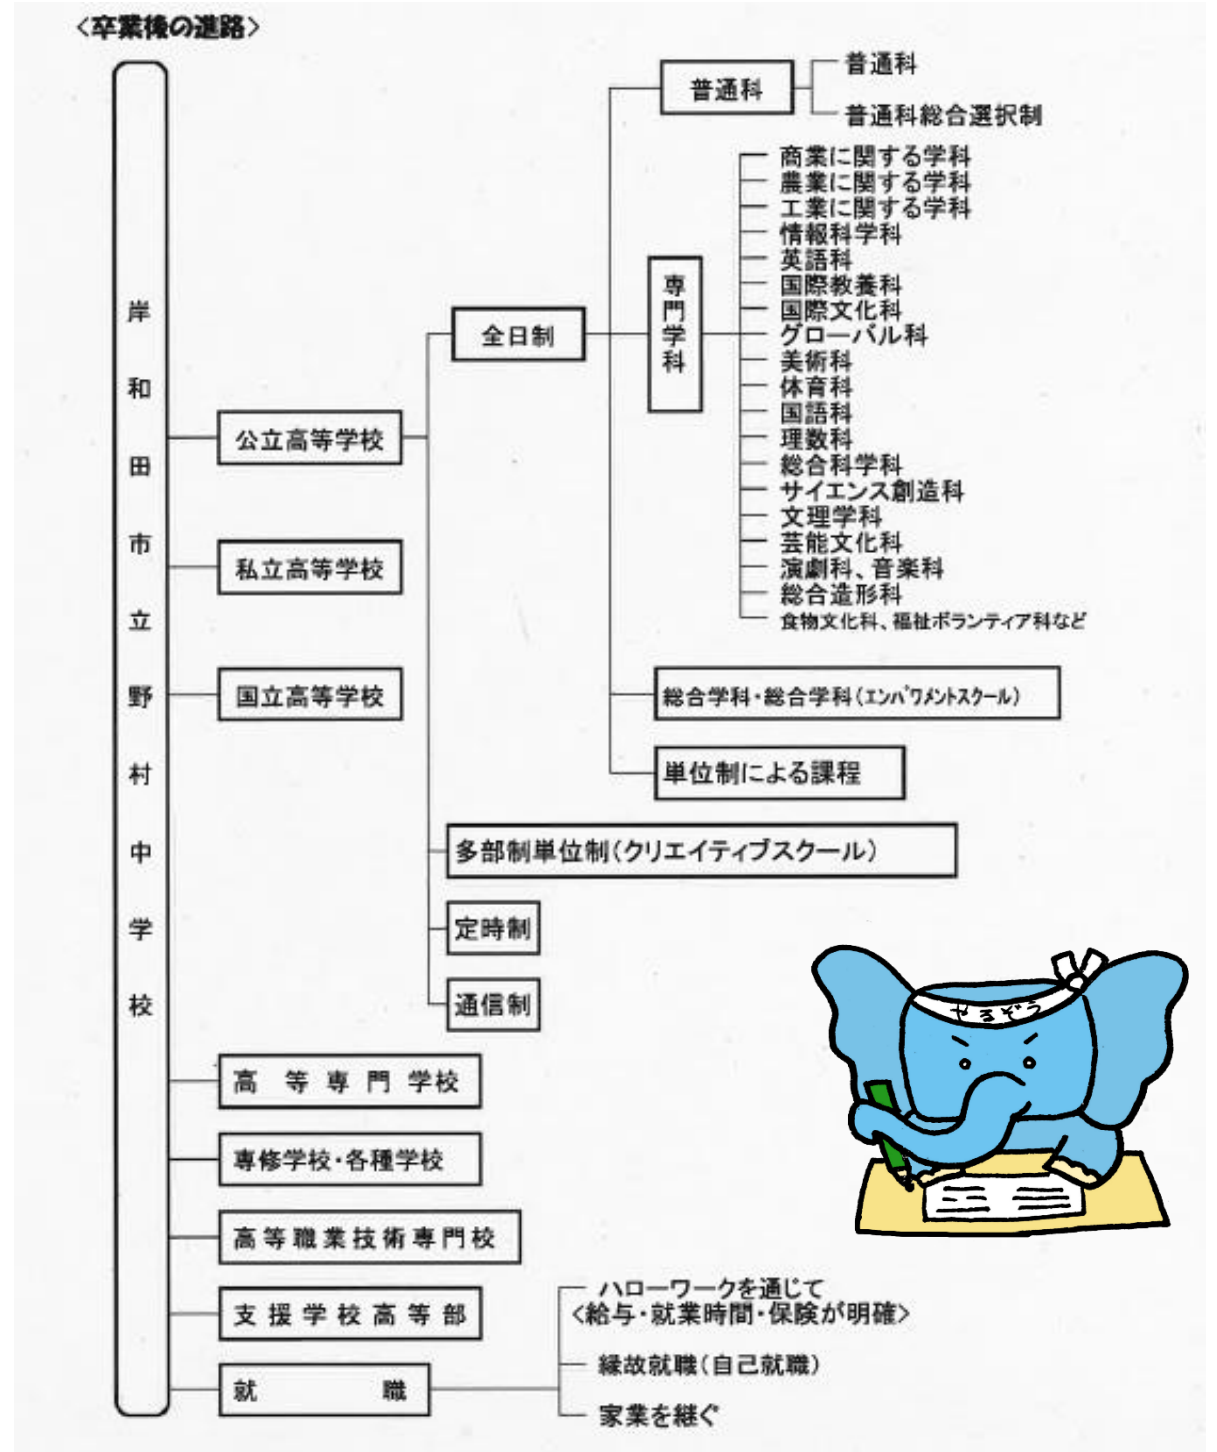 <卒業後の進路>
岸和田市立野村中学校
公立高等学校
全日制
普通科
普通科
普通科総合選択制
専門学科
商業に関する学科
農業に関する学科
工業に関する学科
情報科学科
英語科
国際教養科
国際文化科
グローバル科
美術科
体育科
国語科
理数科
総合科学科
サイエンス創造科
文理学科
芸能文化科
演劇科、音楽科
総合造形科
食物文化科、福祉ボランティア科など
総合学科・総合学科(エンパワメントスクール)
単位制による課程
多部制単位制(クリエイティブスクール)
定時制
通信制
私立高等学校
国立高等学校
高等専門学校
専修学校・各種学校
高等職業技術専門校
支援学校高等部
就職
ハローワークを通じて
<給与・就業時間・保険が明確>
縁故就職(自己就職)
家業を継ぐ
やるぞう